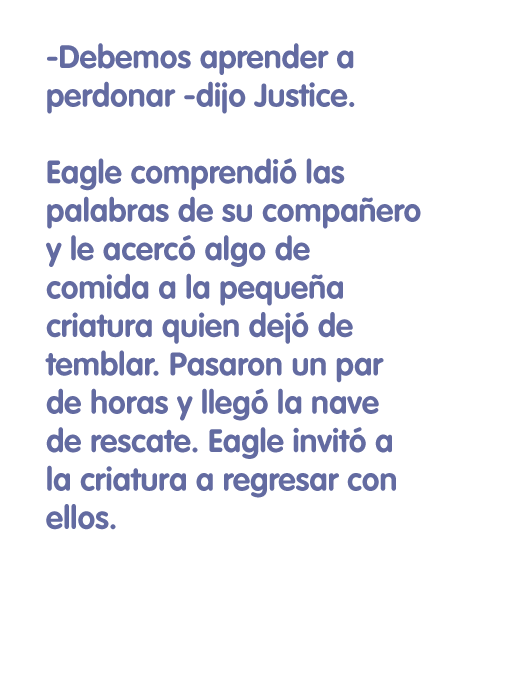 -Debemos aprender a
perdonar -dijo Justice.
Eagle comprendió las
palabras de su compañero
y le acercó algo de
comida a la pequeña
criatura quien dejó de
temblar. Pasaron un par
de horas y llegó la nave
de rescate. Eagle invitó a
la criatura a regresar con
ellos.